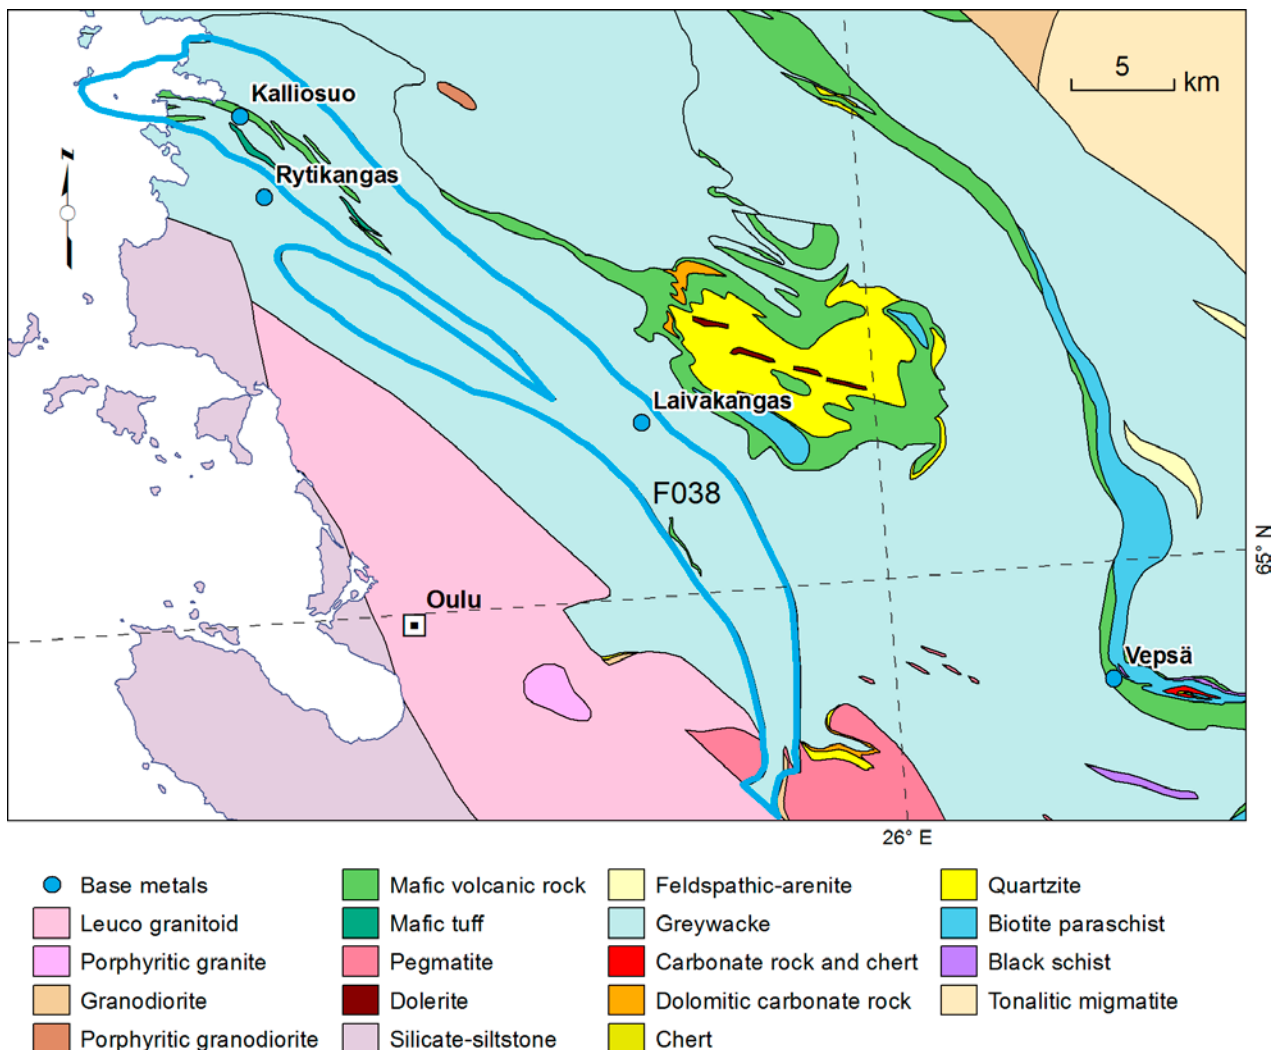 5 km
Kalliosuo
z
Rytikangas
Laivakangas
F038
65° N
Oulu
Vepsä
26° E
Base metals
Leuco granitoid
Porphyritic granite
Granodiorite
Porphyritic granodiorite
Mafic volcanic rock
Mafic tuff
Pegmatite
Dolerite
Silicate-siltstone
Feldspathic-arenite
Greywacke
Carbonate rock and chert
Dolomitic carbonate rock
Chert
Quartzite
Biotite paraschist
Black schist
Tonalitic migmatite